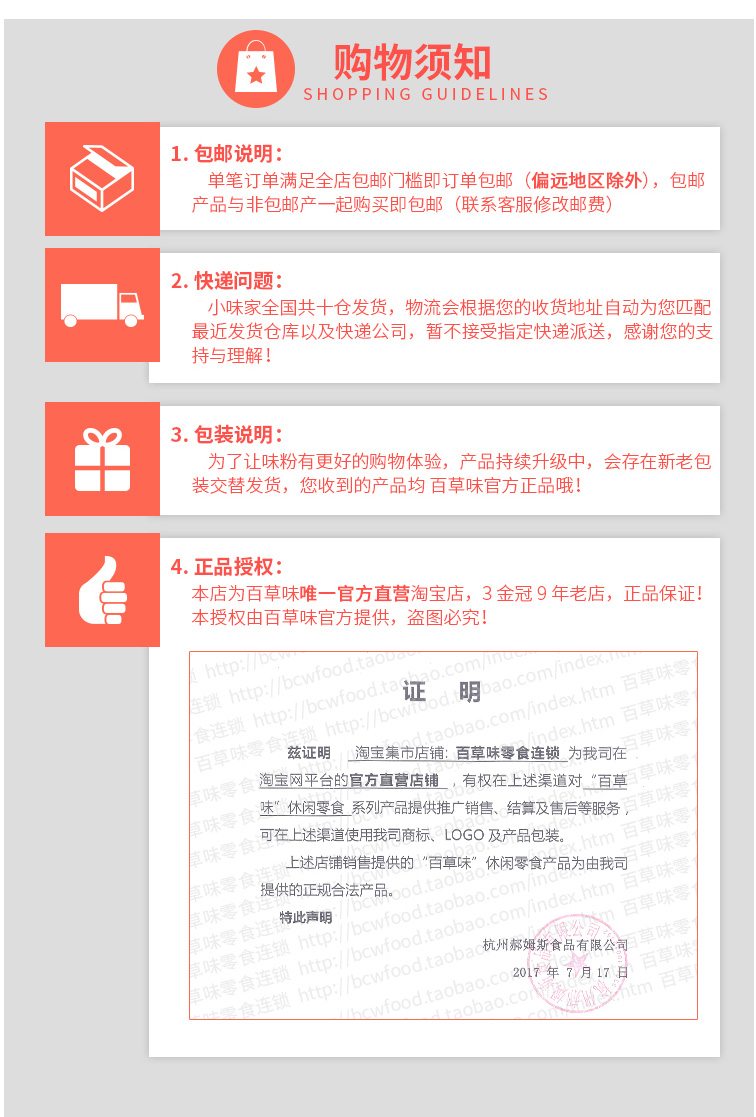 购物须知
SHOPPING GUIDELINES
1. 包邮说明：
单笔订单满足全店包邮门槛即订单包邮（偏远地区除外），包邮
产品与非包邮产一起购买即包邮（联系客服修改邮费）
2. 快递问题：
小味家全国共十仓发货，物流会根据您的收货地址自动为您匹配
最近发货仓库以及快递公司，暂不接受指定快递派送，感谢您的支
持与理解！
3. 包装说明：
为了让味粉有更好的购物体验，产品持续升级中，会存在新老包
装交替发货，您收到的产品均 百草味官方正品哦！
4. 正品授权：
本店为百草味唯一官方直营淘宝店，3 金冠 9 年老店，正品保证！
本授权由百草味官方提供，盗图必究！
证 明
兹证明 淘宝集市店铺: 百草味零食连锁 为我司在
淘宝网平台的官方直营店铺 ，有权在上述渠道对 “百草
味”休闲零食 系列产品提供推广销售、结算及售后等服务，
可在上述渠道使用我司商标、LOGO 及产品包装。
上述店铺销售提供的“百草味”休闲零食产品为由我司
提供的正规合法产品。
特此声明
杭州郝姆斯食品有限公司
2017 年 7 月 17 日